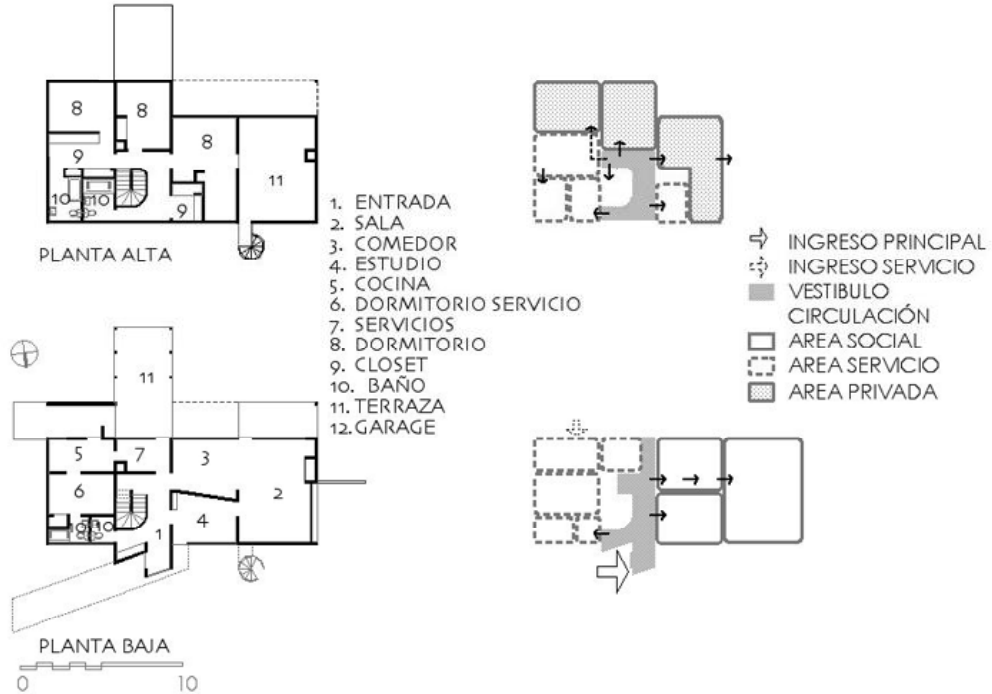 8
8
8
9
11
10
10
9
PLANTA ALTA
1. ENTRADA
2. SALA
3. COMEDOR
4. ESTUDIO
5. COCINA
6. DORMITORIO SERVICIO
7. SERVICIOS
8. DORMITORIO
9. CLOSET
10. BAÑO
11. TERRAZA
12. GARAGE
INGRESO PRINCIPAL
INGRESO SERVICIO
VESTIBULO
CIRCULACIÓN
AREA SOCIAL
AREA SERVICIO
AREA PRIVADA
11
5
7
3
6
2
4
10
1
PLANTA BAJA
0 10